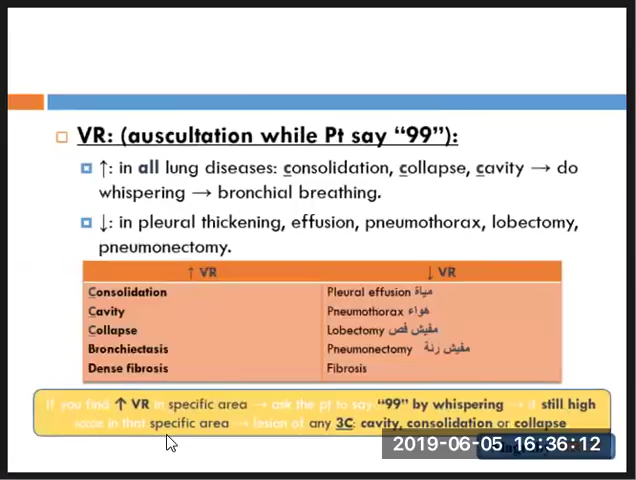 VR: (auscultation while Pt say “99”):
↑: in all lung diseases: consolidation, collapse, cavity → do
whispering → bronchial breathing.
↓: in pleural thickening, effusion, pneumothorax, lobectomy,
pneumonectomy.
↑ VR ↓ VR
Consolidation Pleural effusion مياة
Cavity Pneumothorax هواء
Collapse Lobectomy مفيش فص
Bronchiectasis Pneumonectomy مفيش رئة
Dense fibrosis Fibrosis
If you find ↑ VR in specific area → ask the pt to say “99” by whispering → if still high
in that specific area → lesion of any 3C: cavity, consolidation or collapse
2019-06-05 16:36:12